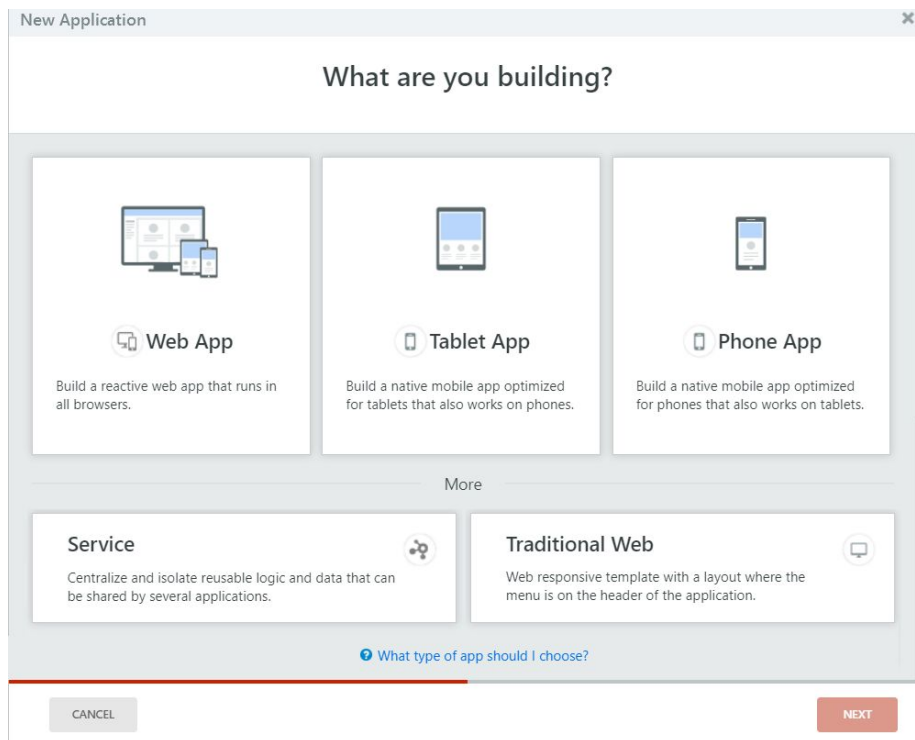 New Application
What are you building?
Web App
Build a reactive web app that runs in
all browsers.
Tablet App
Build a native mobile app optimized
for tablets that also works on phones.
Phone App
Build a native mobile app optimized
for phones that also works on tablets.
More
Service
Centralize and isolate reusable logic and data that can
be shared by several applications.
Traditional Web
Web responsive template with a layout where the
menu is on the header of the application.
What type of app should I choose?
CANCEL
NEXT